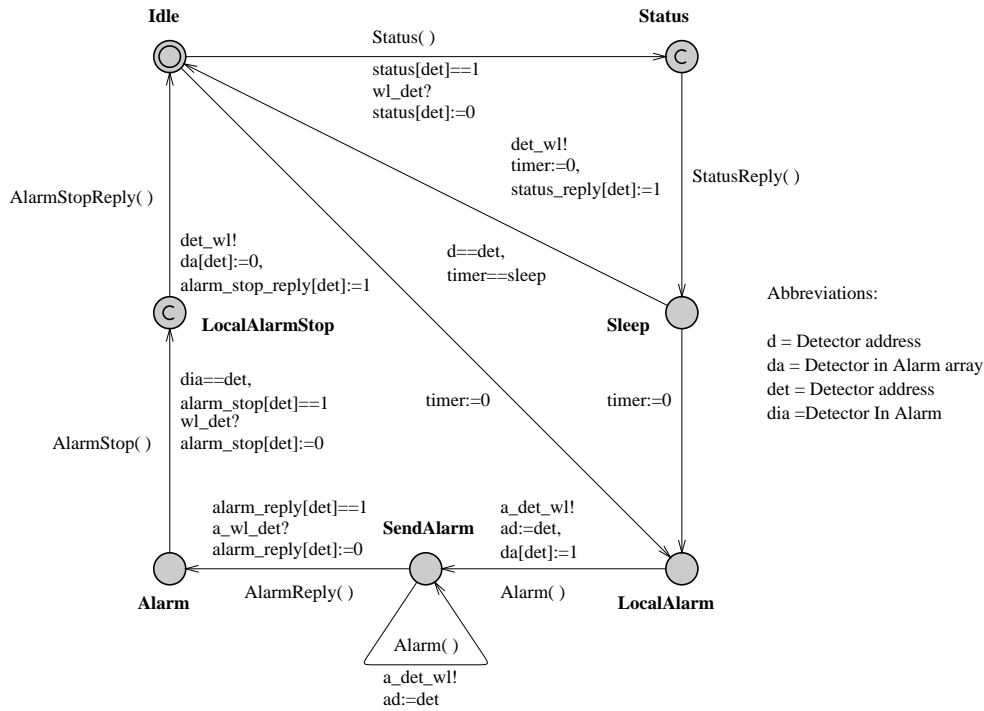 Idle
Status
Status( )
C
status[det]==1
wl_det?
status[det]:=0
det_wl!
timer:=0,
status_reply[det]:=1
StatusReply( )
AlarmStopReply( )
det_wl!
da[det]:=0,
alarm_stop_reply[det]:=1
d==det,
timer==sleep
C
LocalAlarmStop
Sleep
Abbreviations:
d = Detector address
da = Detector in Alarm array
det = Detector address
dia =Detector In Alarm
dia==det,
alarm_stop[det]==1
wl_det?
alarm_stop[det]:=0
AlarmStop( )
timer:=0
timer:=0
alarm_reply[det]==1
a_wl_det?
alarm_reply[det]:=0
SendAlarm
a_det_wl!
ad:=det,
da[det]:=1
Alarm
AlarmReply( )
Alarm( )
LocalAlarm
Alarm( )
a_det_wl!
ad:=det